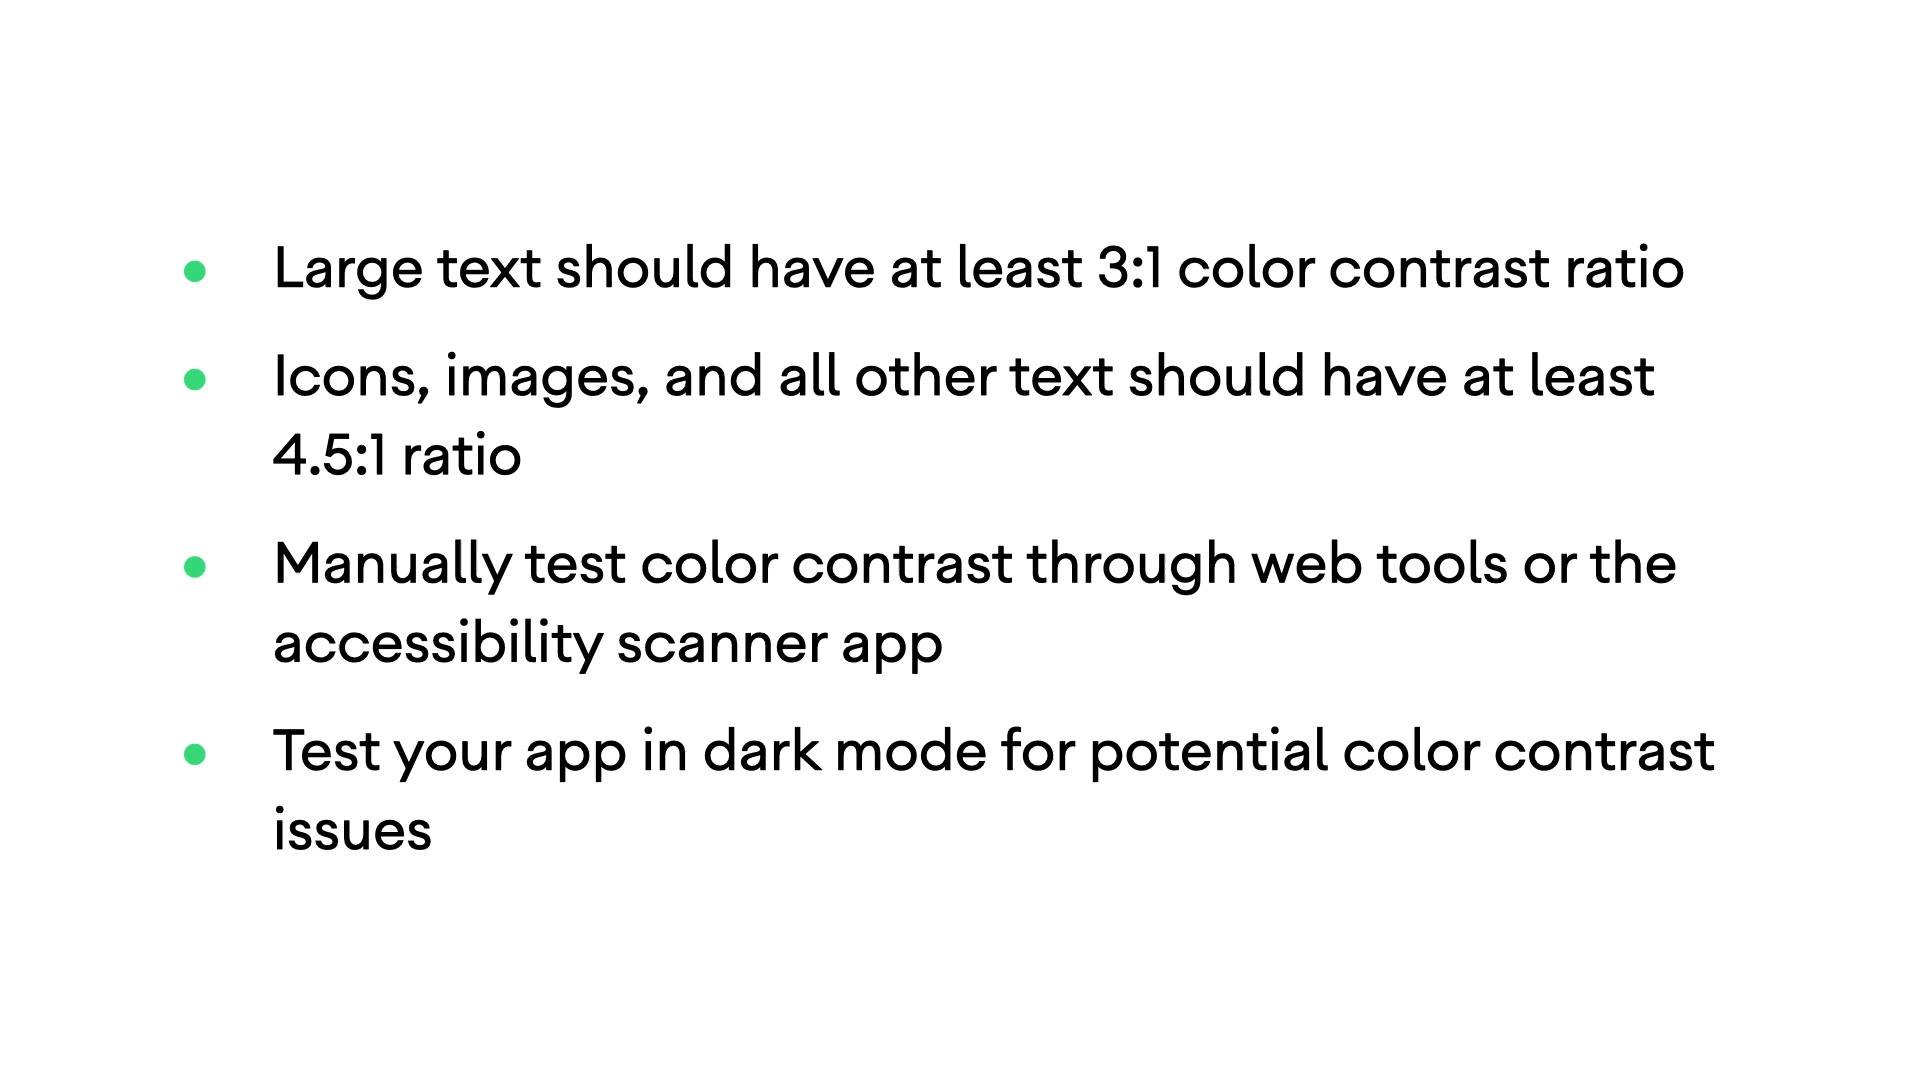 Large text should have at least 3:1 color contrast ratio
Icons, images, and all other text should have at least
4.5:1 ratio
Manually test color contrast through web tools or the
accessibility scanner app
Test your app in dark mode for potential color contrast
issues